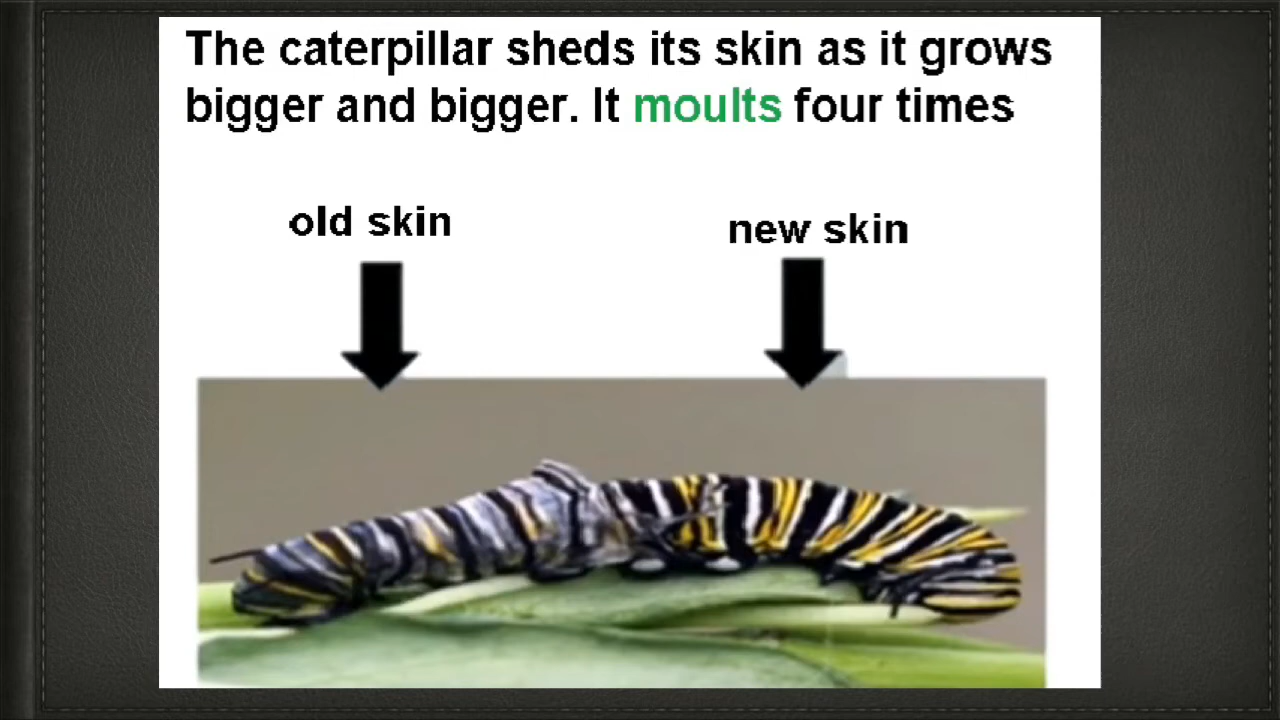 The caterpillar sheds its skin as it grows
bigger and bigger. It moults four times
old skin
new skin